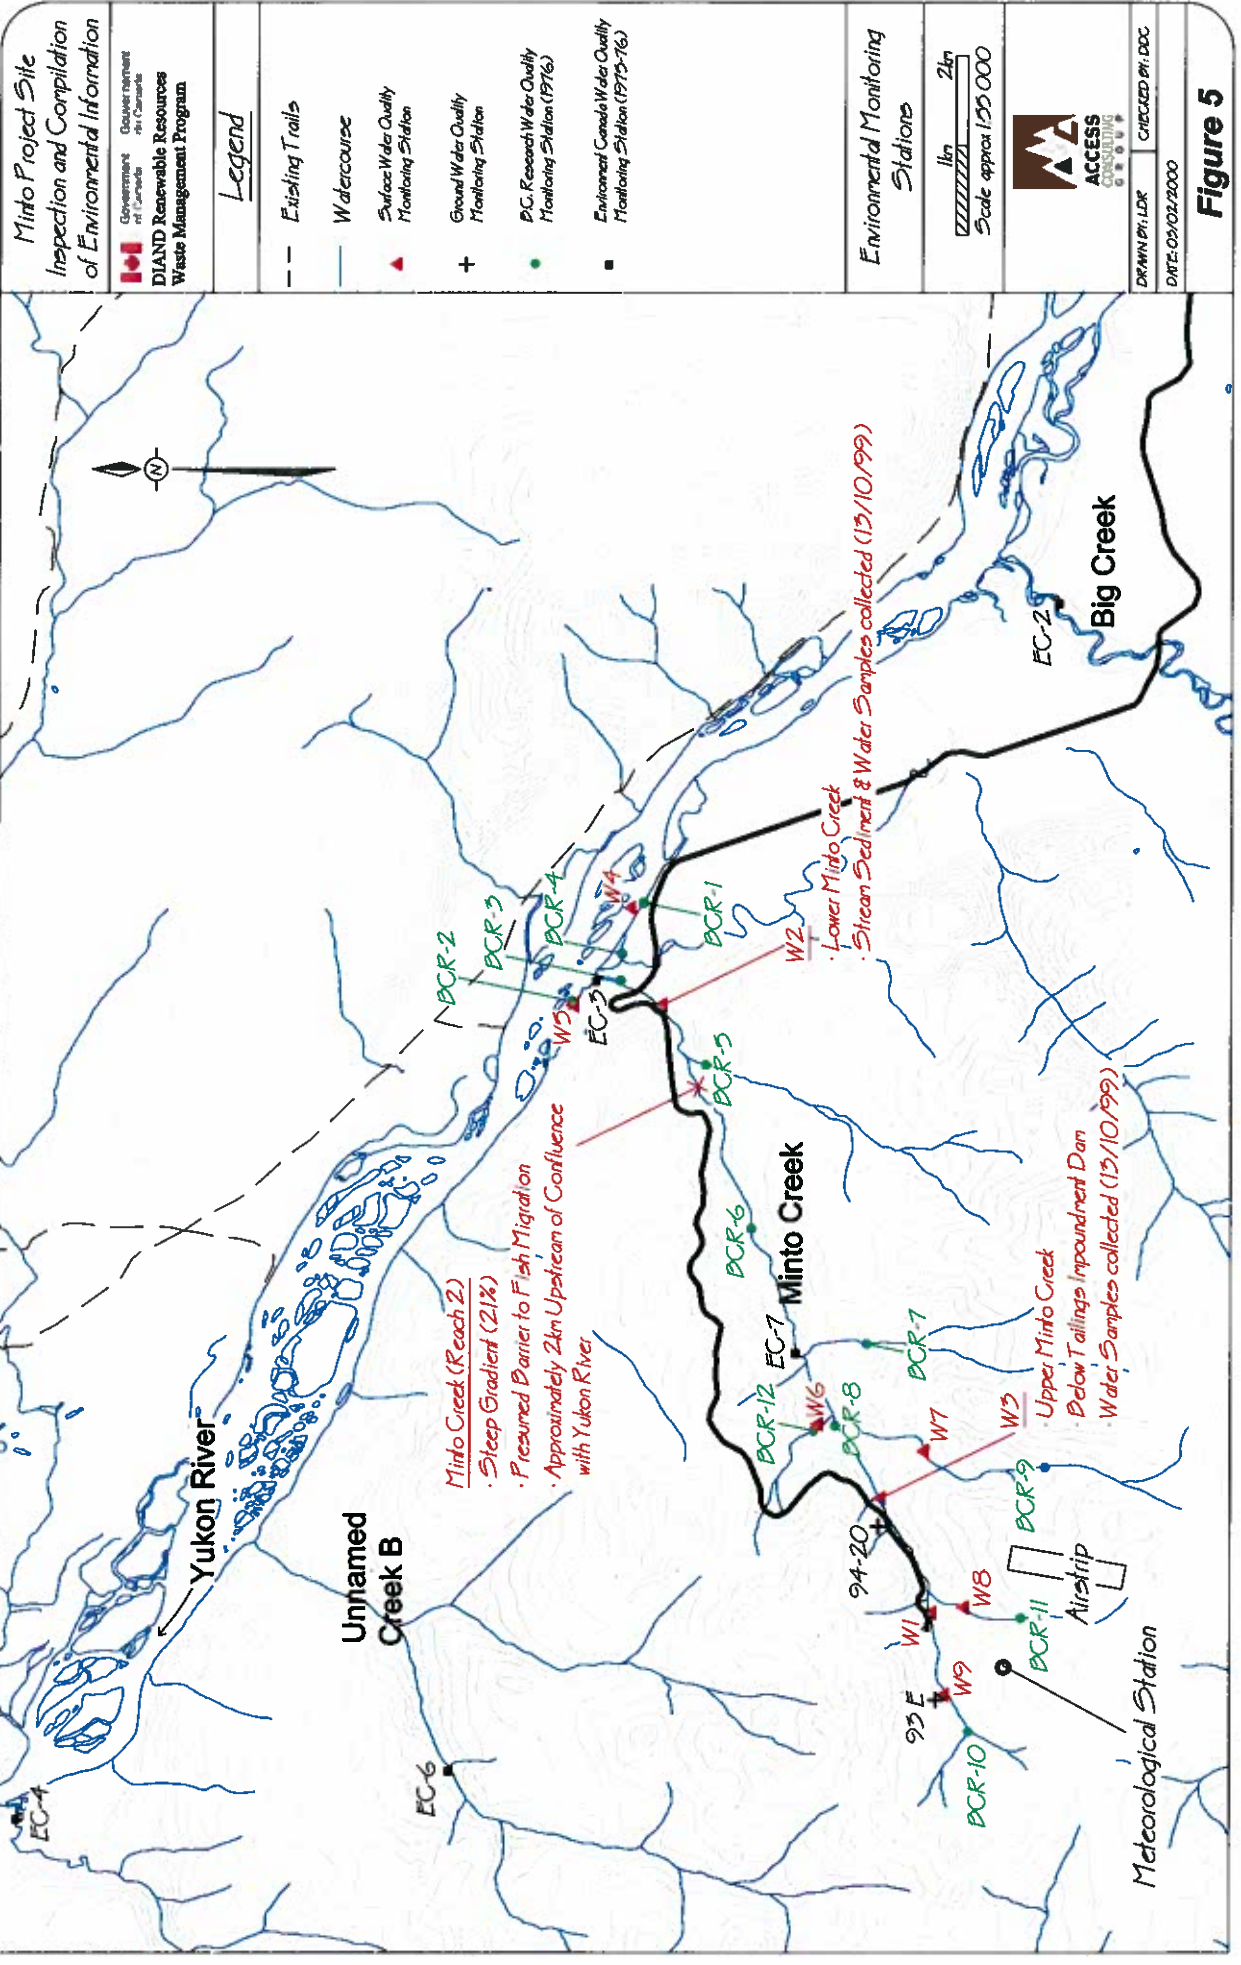 Minto Project Site
Inspection and Compilation
of Environmental Information
Government
of Canada
Gouvernement
du Canada
DIAND Renewable Resources
Waste Management Program
Legend
Existing Trails
Watercourse
Surface Water Quality
Monitoring Station
Ground Water Quality
Monitoring Station
B.C. Research Water Quality
Monitoring Station (1976)
Environment Canada Water Quality
Monitoring Station (1975-76)
Environmental Monitoring
Stations
1km
2km
Scale approx 1:55 000
ACCESS
CONSULTING
GROUP
DRAWN BY: LDR
CHECKED BY: DDC
DATE: 05/02/2000
Figure 5
N
EC-4
Yukon River
Unnamed
Creek B
EC-6
Minto Creek (Reach 2)
· Steep Gradient (21%)
· Presumed Barrier to Fish Migration
· Approximately 2km Upstream of Confluence
with Yukon River
BCR-2
BCR-3
BCR-4
W5
EC-3
W4
BCR-1
W2
· Lower Minto Creek
· Stream Sediment & Water Samples collected (13/10/99)
BCR-5
BCR-6
Minto Creek
EC-7
BCR-7
BCR-12
W6
BCR-8
W7
W3
· Upper Minto Creek
· Below Tailings Impoundment Dam
· Water Samples collected (13/10/99)
BCR-9
94-20
Airstrip
W8
BCR-11
W1
W9
93E
BCR-10
Meteorological Station
EC-2
Big Creek